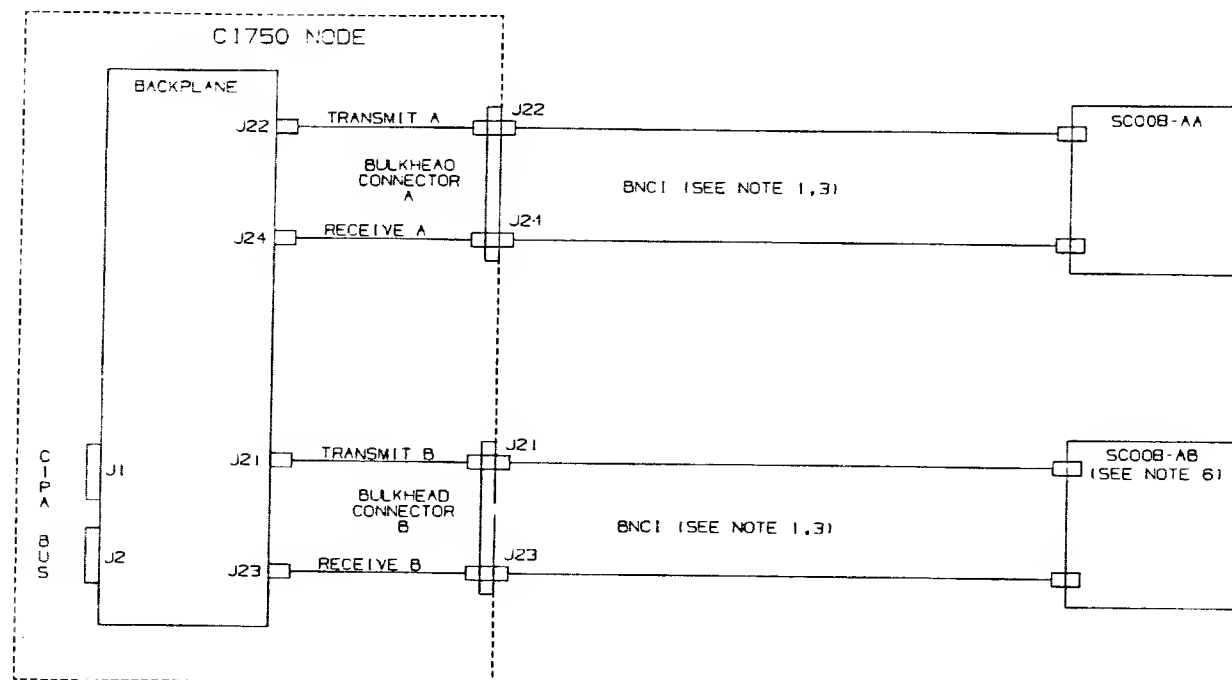 CI750 NODE
BACKPLANE
J22
TRANSMIT A
J22
BULKHEAD
CONNECTOR
A
BNCI (SEE NOTE 1,3)
SC008-AA
J24
RECEIVE A
J24
CIPA BUS
J1
J2
J21
TRANSMIT B
J21
BULKHEAD
CONNECTOR
B
BNCI (SEE NOTE 1,3)
SC008-AB
(SEE NOTE 6)
J23
RECEIVE B
J23